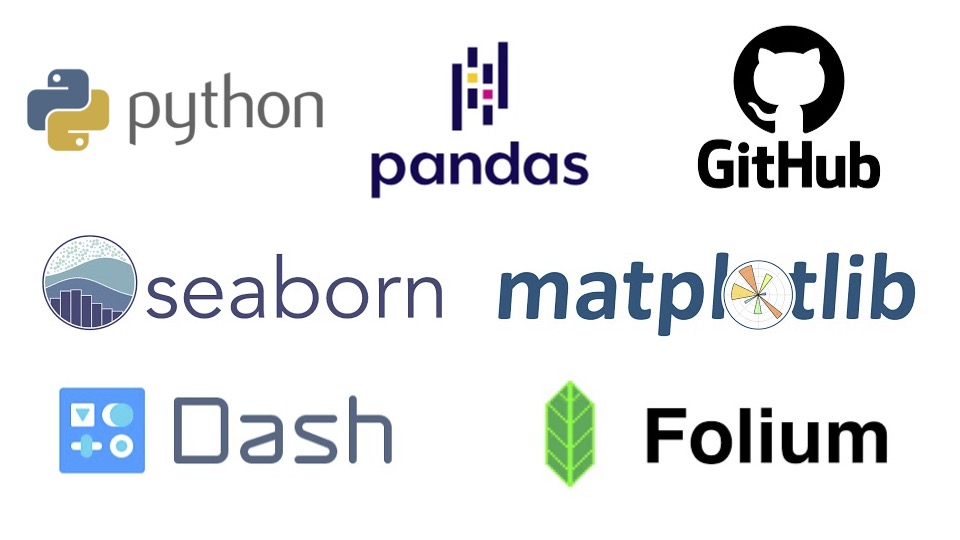 python
pandas
GitHub
seaborn
matplotlib
Dash
Folium